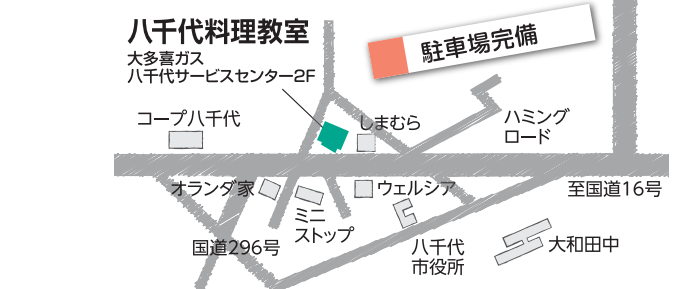 八千代料理教室
大多喜ガス
八千代サービスセンター2F
駐車場完備
コープ八千代
しまむら
ハミング
ロード
オランダ家
ミニ
ストップ
ウェルシア
至国道16号
国道296号
八千代
市役所
大和田中